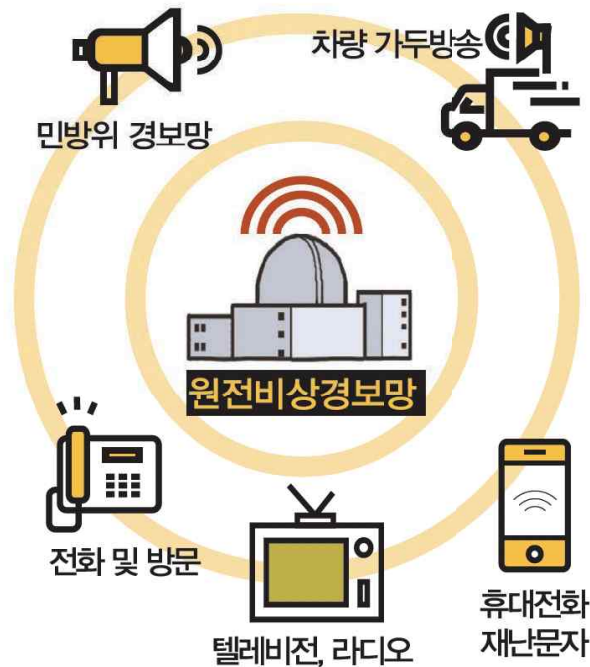 차량 가두방송
민방위 경보망
원전비상경보망
전화 및 방문
텔레비전, 라디오
휴대전화
재난문자